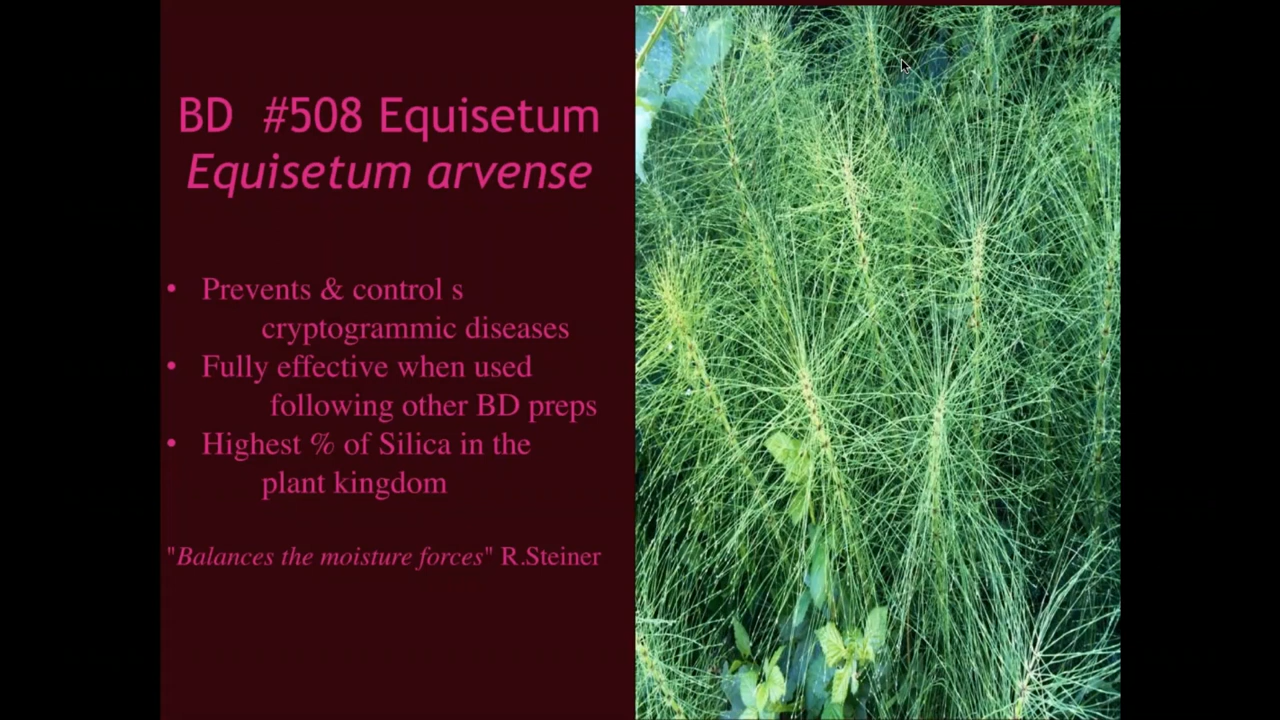 BD #508 Equisetum
Equisetum arvense
• Prevents & control s
cryptogrammic diseases
• Fully effective when used
following other BD preps
• Highest % of Silica in the
plant kingdom
"Balances the moisture forces" R.Steiner